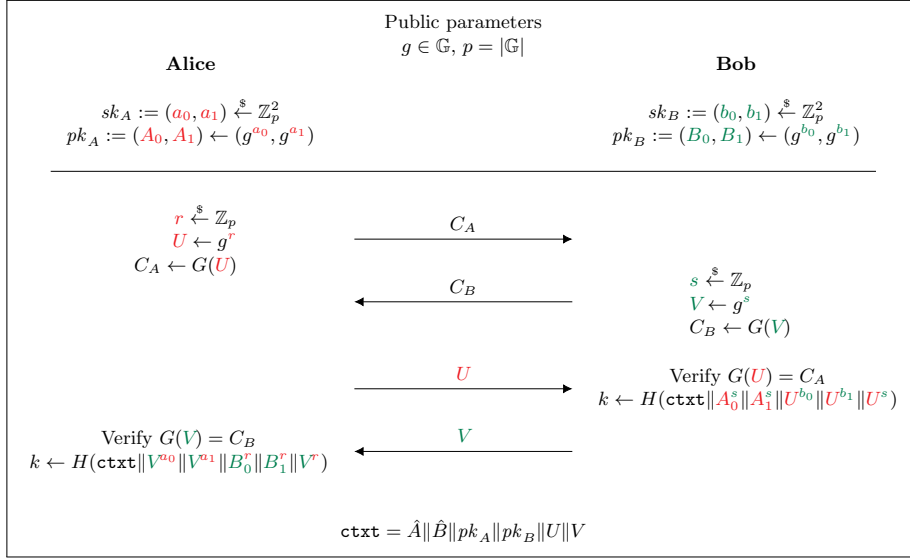 Public parameters
g ∈ 𝔾, p = |𝔾|
Alice
Bob
sk_A := (a_0, a_1) ←$ ℤ_p^2
pk_A := (A_0, A_1) ← (g^{a_0}, g^{a_1})
sk_B := (b_0, b_1) ←$ ℤ_p^2
pk_B := (B_0, B_1) ← (g^{b_0}, g^{b_1})
r ←$ ℤ_p
U ← g^r
C_A ← G(U)
C_A
C_B
s ←$ ℤ_p
V ← g^s
C_B ← G(V)
U
Verify G(U) = C_A
k ← H(ctxt‖A_0^s‖A_1^s‖U^{b_0}‖U^{b_1}‖U^s)
V
Verify G(V) = C_B
k ← H(ctxt‖V^{a_0}‖V^{a_1}‖B_0^r‖B_1^r‖V^r)
ctxt = Â‖B̂‖pk_A‖pk_B‖U‖V